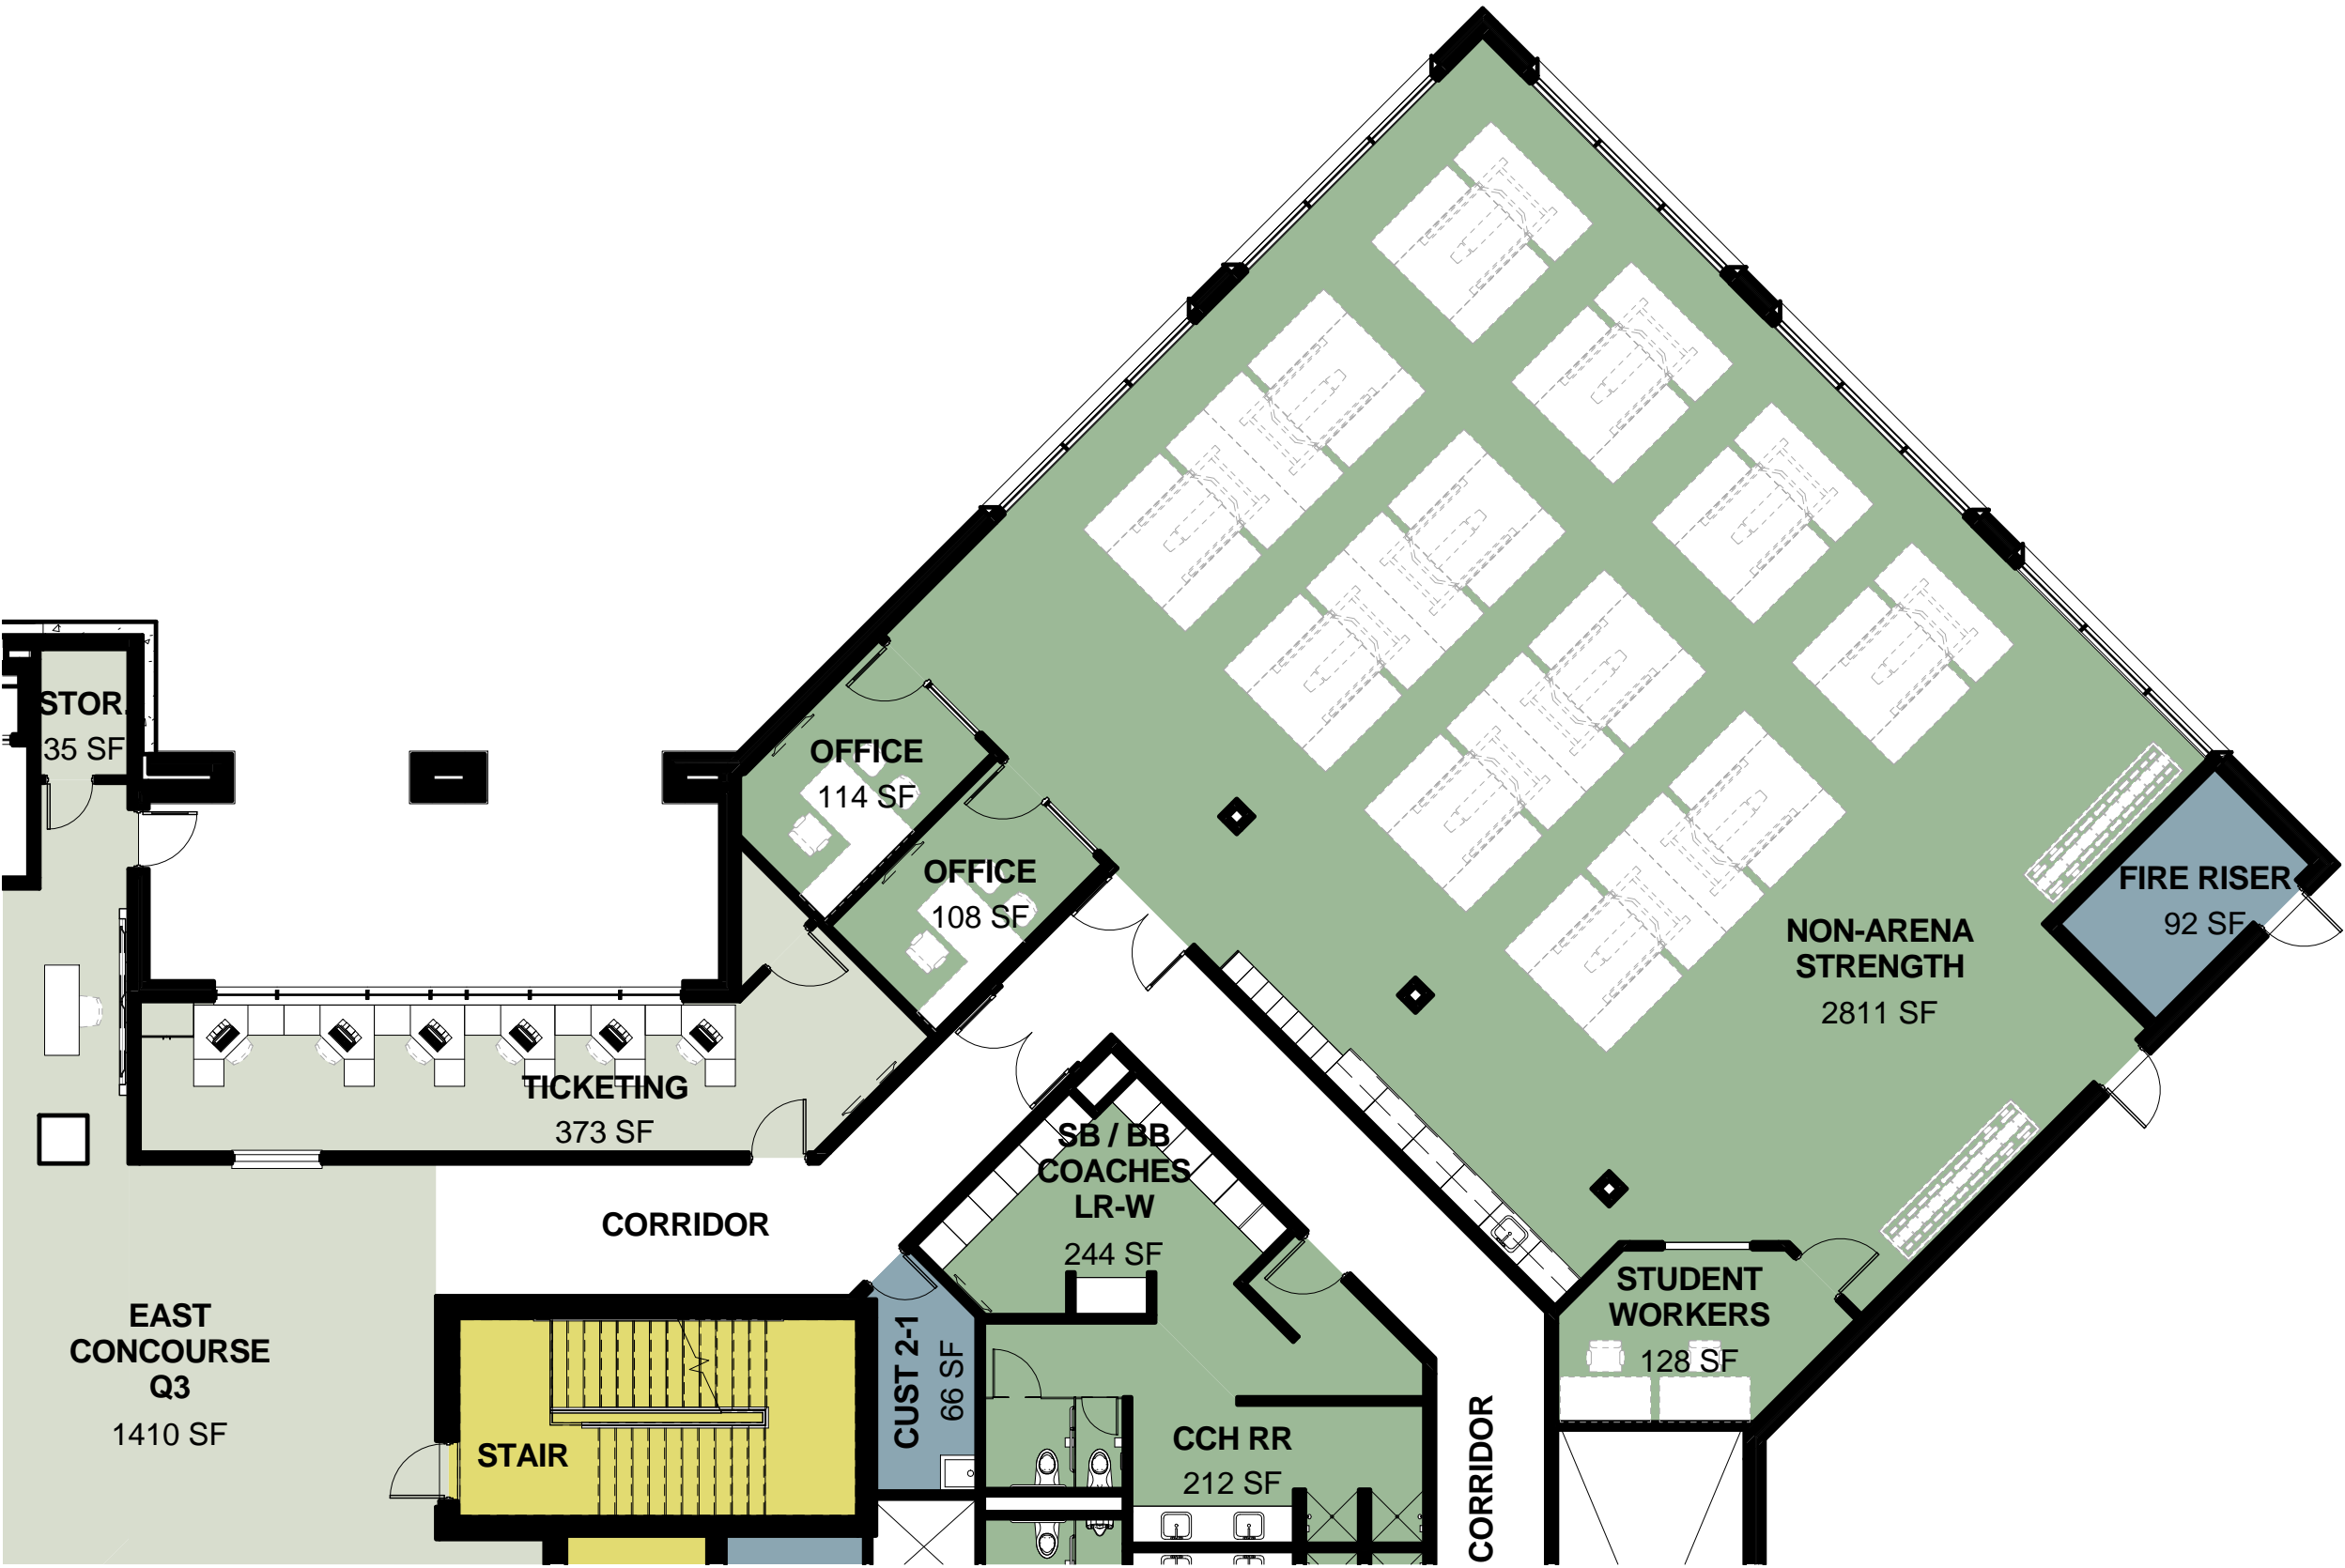 STOR.
35 SF
OFFICE
114 SF
OFFICE
108 SF
FIRE RISER
92 SF
NON-ARENA
STRENGTH
2811 SF
TICKETING
373 SF
SB / BB
COACHES
LR-W
244 SF
CORRIDOR
STUDENT
WORKERS
128 SF
EAST
CONCOURSE
Q3
1410 SF
STAIR
CUST 2-1
66 SF
CCH RR
212 SF
CORRIDOR